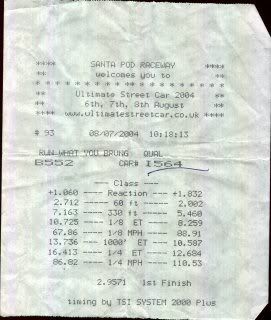 **** SANTA POD RACEWAY ****
*** welcomes you to ***
* * * * * * * * * * * * * * * * *
** Ultimate Street Car 2004 **
** 6th, 7th, 8th August **
**** www.ultimatestreetcar.co.uk ****
# 93 08/07/2004 10:18:13
RUN WHAT YOU BRUNG QUAL
B552 CAR# I564
---- Class ----
+1.060 ---- Reaction ---- +1.832
2.712 ---- 60 ft ---- 2.002
7.163 ---- 330 ft ---- 5.460
10.725 ---- 1/8 ET ---- 8.259
67.86 ---- 1/8 MPH ---- 88.91
13.736 ---- 1000' ET ---- 10.587
16.413 ---- 1/4 ET ---- 12.684
86.02 ---- 1/4 MPH ---- 110.53
2.9571 1st Finish
timing by TSI SYSTEM 2000 Plus